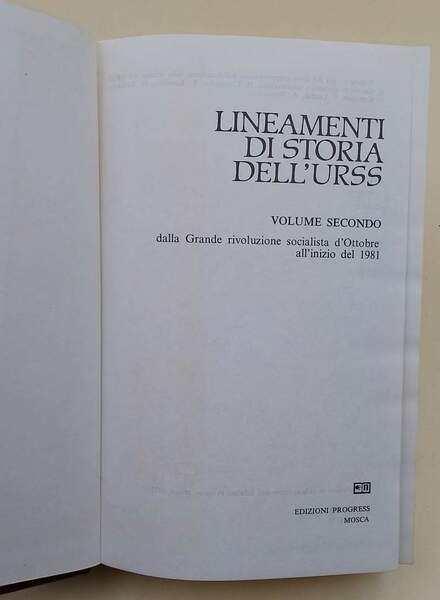 LINEAMENTI
DI STORIA
DELL'URSS
VOLUME SECONDO
dalla Grande rivoluzione socialista d'Ottobre
all'inizio del 1981
EDIZIONI PROGRESS
MOSCA